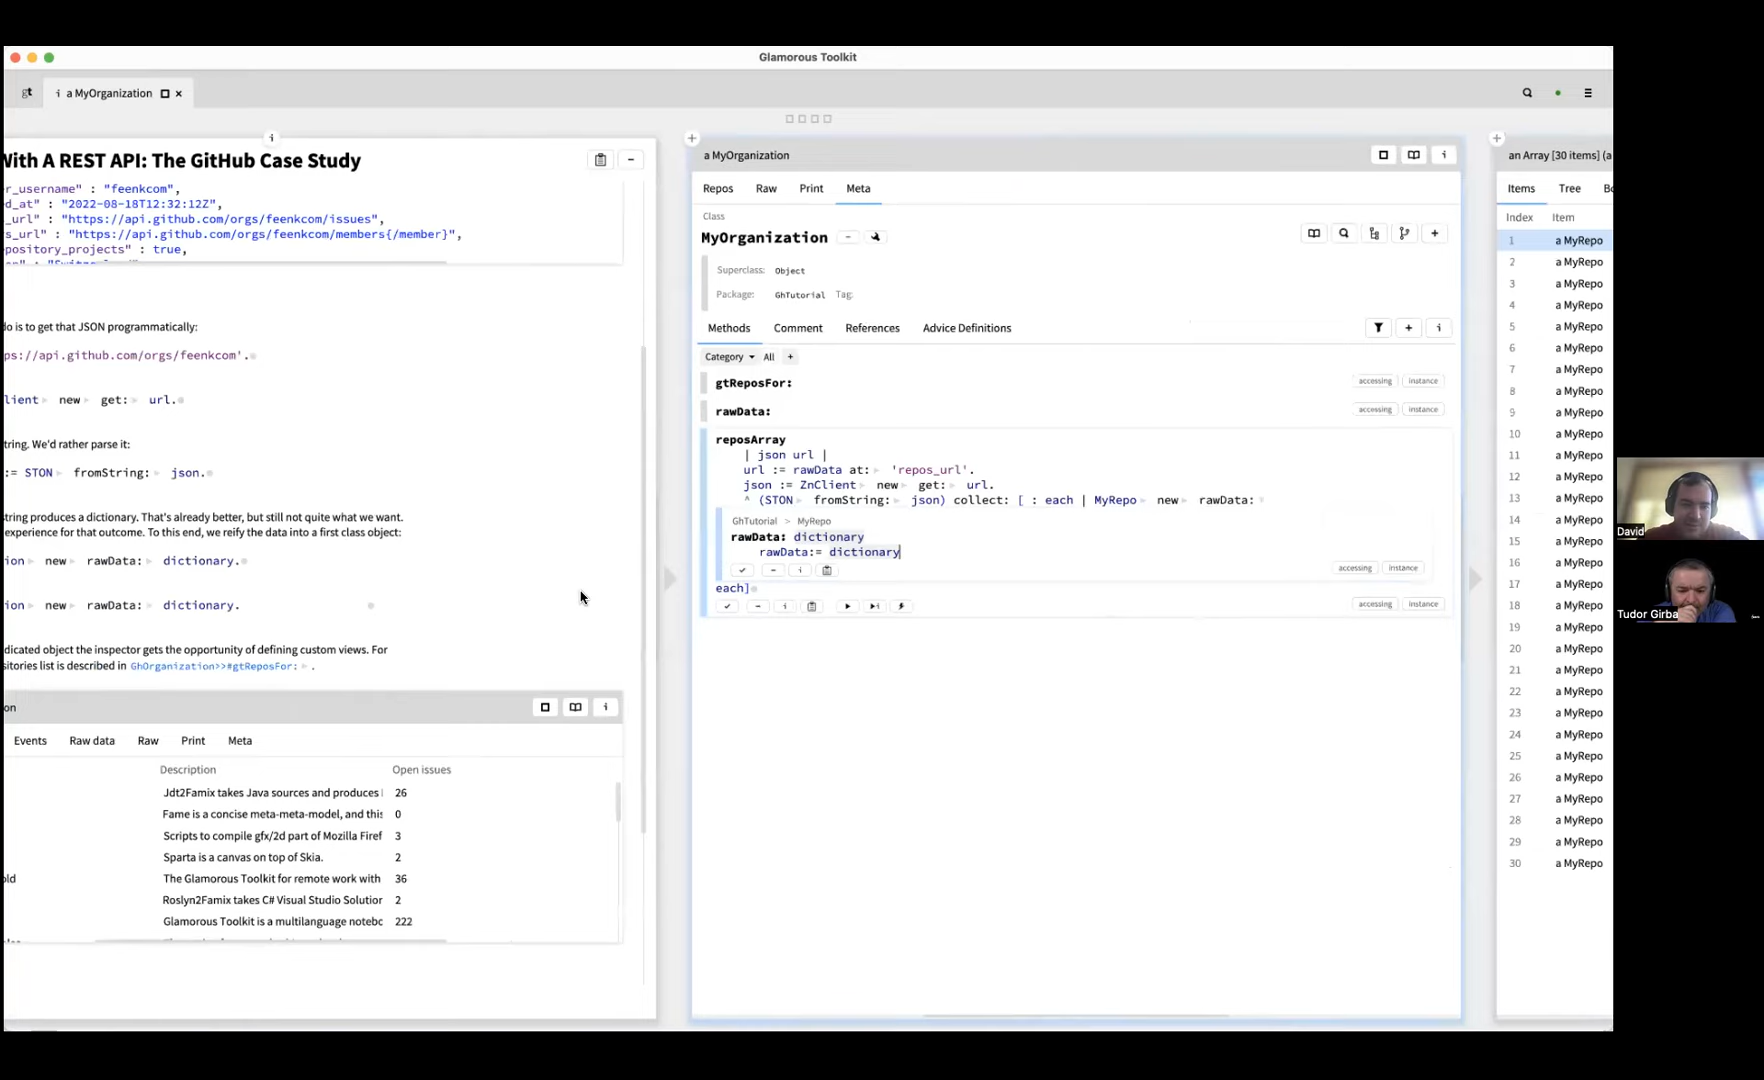 Glamorous Toolkit
gt
i a MyOrganization
With A REST API: The GitHub Case Study
er_username" : "feenkcom",
d_at" : "2022-08-18T12:32:12Z",
_url" : "https://api.github.com/orgs/feenkcom/issues",
s_url" : "https://api.github.com/orgs/feenkcom/members{/member}",
pository_projects" : true,
do is to get that JSON programmatically:
ps://api.github.com/orgs/feenkcom'.
lient new get: url.
tring. We'd rather parse it:
:= STON fromString: json.
string produces a dictionary. That's already better, but still not quite what we want.
experience for that outcome. To this end, we reify the data into a first class object:
ion new rawData: dictionary.
ion new rawData: dictionary.
dicated object the inspector gets the opportunity of defining custom views. For
sitories list is described in GhOrganization>>#gtReposFor: .
on
Events Raw data Raw Print Meta
Description Open issues
Jdt2Famix takes Java sources and produces 26
Fame is a concise meta-meta-model, and this 0
Scripts to compile gfx/2d part of Mozilla Firef 3
Sparta is a canvas on top of Skia. 2
old The Glamorous Toolkit for remote work with 36
Roslyn2Famix takes C# Visual Studio Solution 2
Glamorous Toolkit is a multilanguage notebo 222
a MyOrganization
Repos Raw Print Meta
Class
MyOrganization
Superclass: Object
Package: GhTutorial Tag:
Methods Comment References Advice Definitions
Category All +
gtReposFor: accessing instance
rawData: accessing instance
reposArray
| json url |
url := rawData at: 'repos_url'.
json := ZnClient new get: url.
^ (STON fromString: json) collect: [ : each | MyRepo new rawData:
GhTutorial > MyRepo
rawData: dictionary
rawData:= dictionary
accessing instance
each]
accessing instance
an Array [30 items] (a
Items Tree Bo
Index Item
1 a MyRepo
2 a MyRepo
3 a MyRepo
4 a MyRepo
5 a MyRepo
6 a MyRepo
7 a MyRepo
8 a MyRepo
9 a MyRepo
10 a MyRepo
11 a MyRepo
12 a MyRepo
13 a MyRepo
14 a MyRepo
15 a MyRepo
16 a MyRepo
17 a MyRepo
18 a MyRepo
19 a MyRepo
20 a MyRepo
21 a MyRepo
22 a MyRepo
23 a MyRepo
24 a MyRepo
25 a MyRepo
26 a MyRepo
27 a MyRepo
28 a MyRepo
29 a MyRepo
30 a MyRepo
David
Tudor Girba